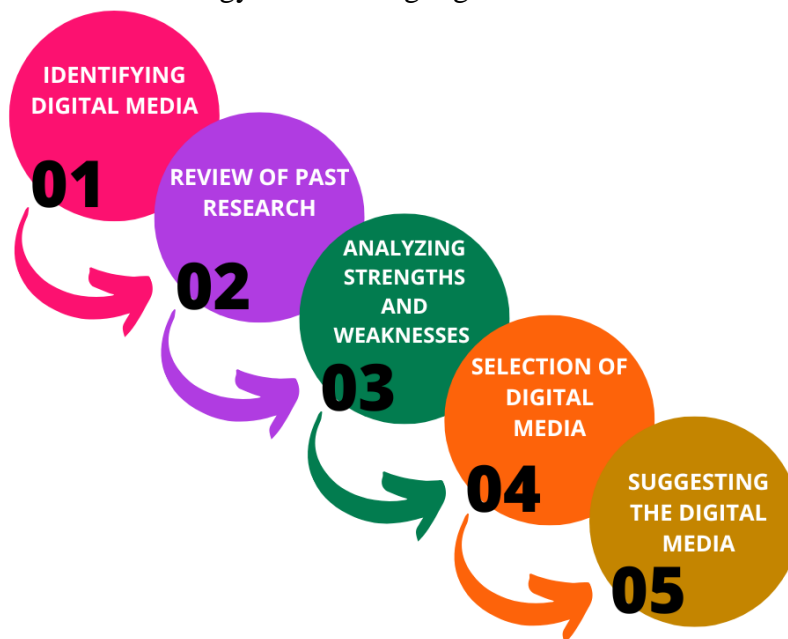 IDENTIFYING
DIGITAL MEDIA
01
REVIEW OF PAST
RESEARCH
02
ANALYZING
STRENGTHS
AND
WEAKNESSES
03
SELECTION OF
DIGITAL
MEDIA
04
SUGGESTING
THE DIGITAL
MEDIA
05